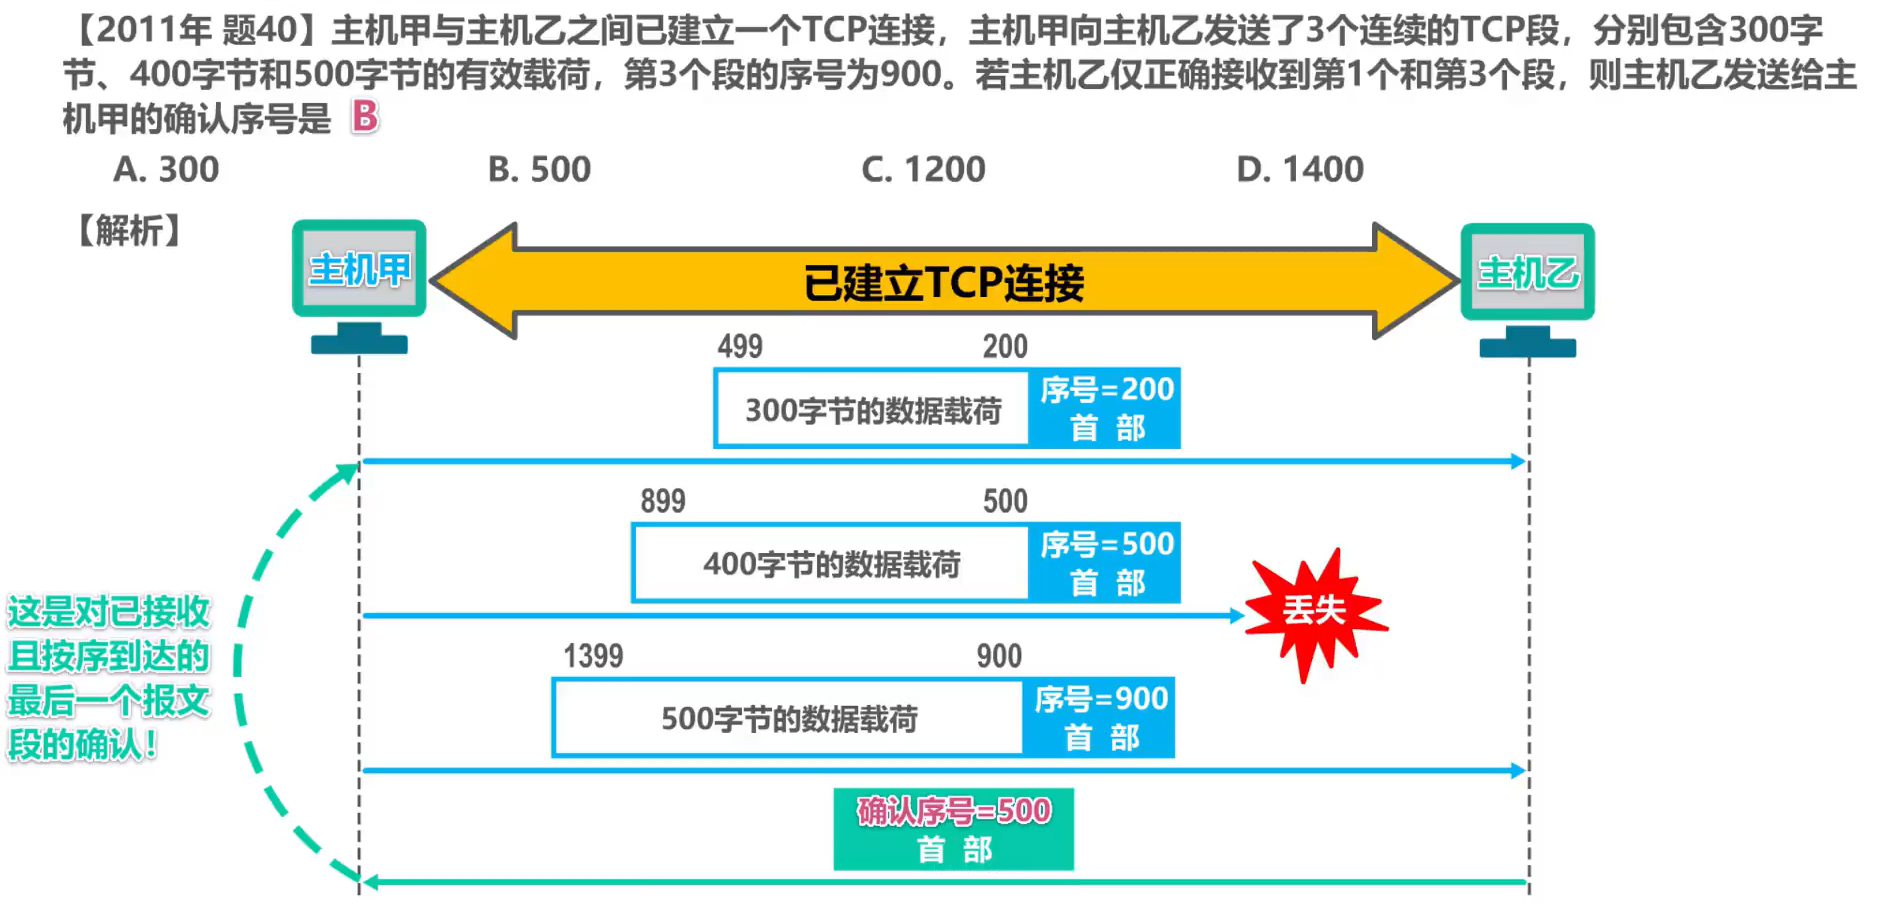 【2011年 题40】主机甲与主机乙之间已建立一个TCP连接，主机甲向主机乙发送了3个连续的TCP段，分别包含300字
节、400字节和500字节的有效载荷，第3个段的序号为900。若主机乙仅正确接收到第1个和第3个段，则主机乙发送给主
机甲的确认序号是 B
A. 300 B. 500 C. 1200 D. 1400
【解析】
主机甲
已建立TCP连接
主机乙
499 200
300字节的数据载荷
序号=200
首 部
899 500
400字节的数据载荷
序号=500
首 部
丢失
1399 900
500字节的数据载荷
序号=900
首 部
这是对已接收
且按序到达的
最后一个报文
段的确认！
确认序号=500
首 部